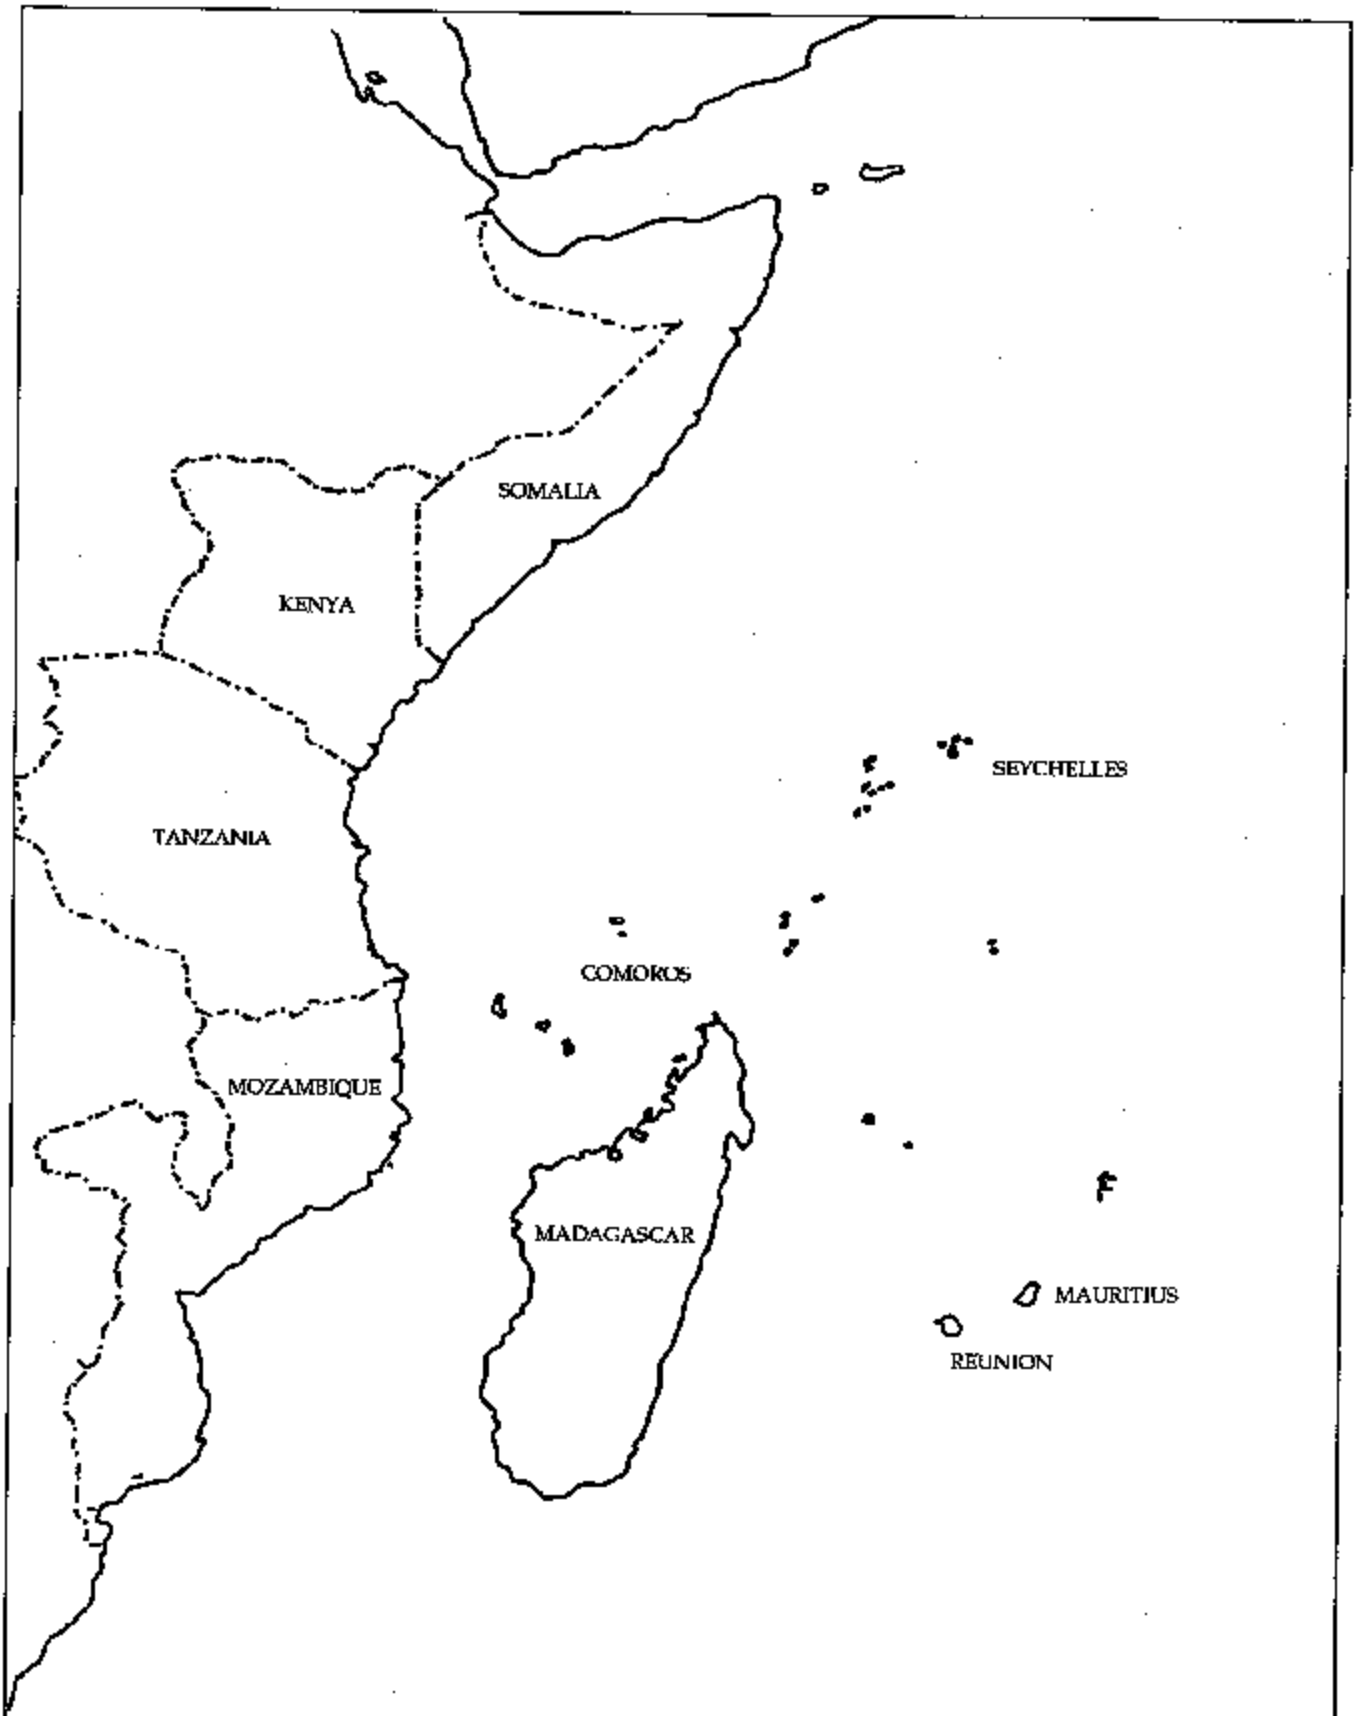 SOMALIA
KENYA
SEYCHELLES
TANZANIA
COMOROS
MOZAMBIQUE
MADAGASCAR
MAURITIUS
REUNION